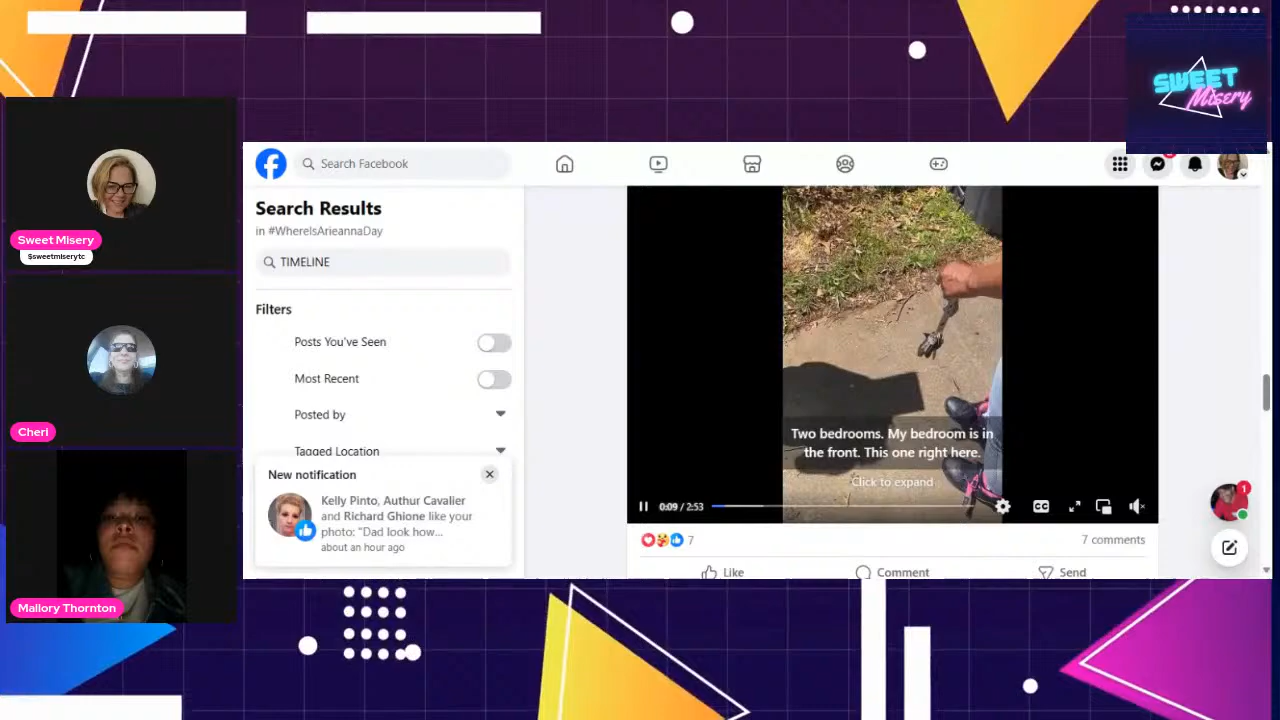 SWEET
Misery
Sweet Misery
$sweetmiserytc
Cheri
Mallory Thornton
Search Facebook
Search Results
in #WhereIsArieannaDay
TIMELINE
Filters
Posts You've Seen
Most Recent
Posted by
Tagged Location
New notification
Kelly Pinto, Authur Cavalier
and Richard Ghione like your
photo: "Dad look how...
about an hour ago
Two bedrooms. My bedroom is in
the front. This one right here.
Click to expand
0:09 / 2:53
CC
7
7 comments
Like
Comment
Send
1